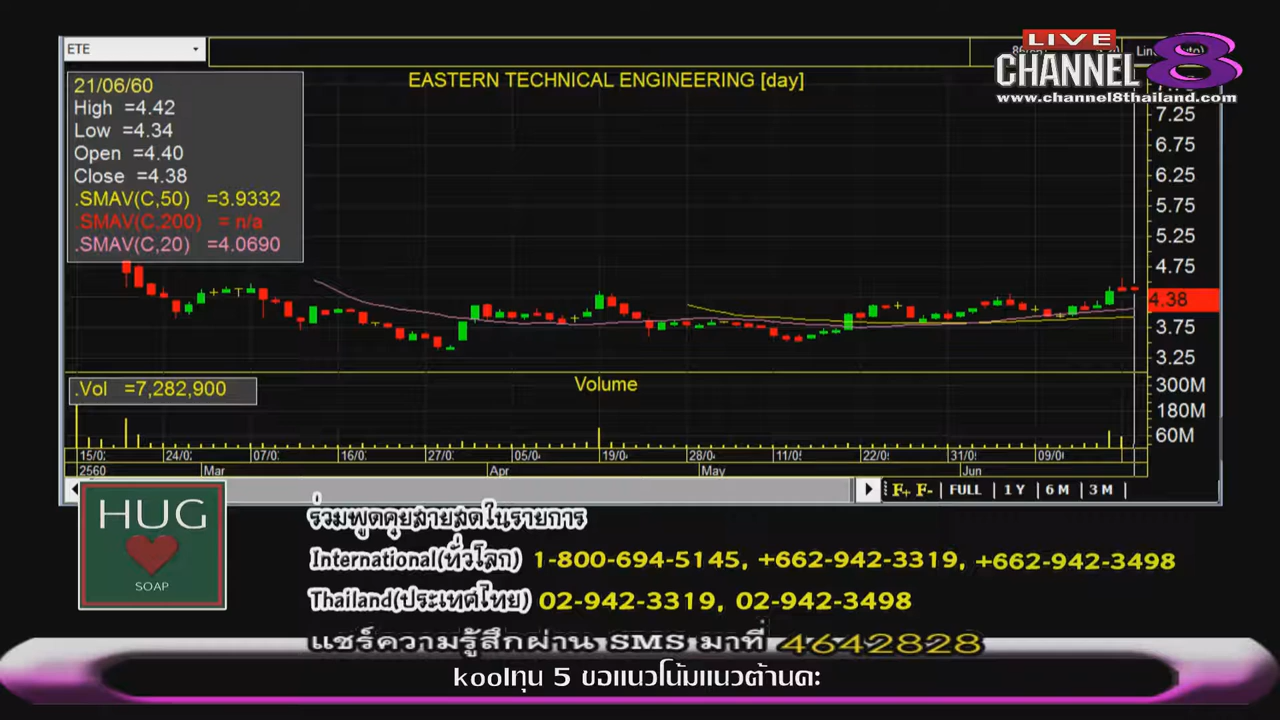 ETE
LIVE
CHANNEL 8
www.channel8thailand.com
EASTERN TECHNICAL ENGINEERING [day]
21/06/60
High =4.42
Low =4.34
Open =4.40
Close =4.38
.SMAV(C,50) =3.9332
.SMAV(C,200) = n/a
.SMAV(C,20) =4.0690
7.25
6.75
6.25
5.75
5.25
4.75
4.38
3.75
3.25
.Vol =7,282,900
Volume
300M
180M
60M
15/0 24/0 07/0 16/0 27/0 05/0 19/0 28/0 11/0 22/0 31/0 09/0
2560 Mar Apr May Jun
F+ F- FULL 1 Y 6 M 3 M
HUG
SOAP
ร่วมพูดคุยสายสดในรายการ
International(ทั่วโลก) 1-800-694-5145, +662-942-3319, +662-942-3498
Thailand(ประเทศไทย) 02-942-3319, 02-942-3498
แชร์ความรู้สึกผ่าน SMS มาที่ 4642828
koolทุน 5 ขอแนวโน้มแนวต้านคะ